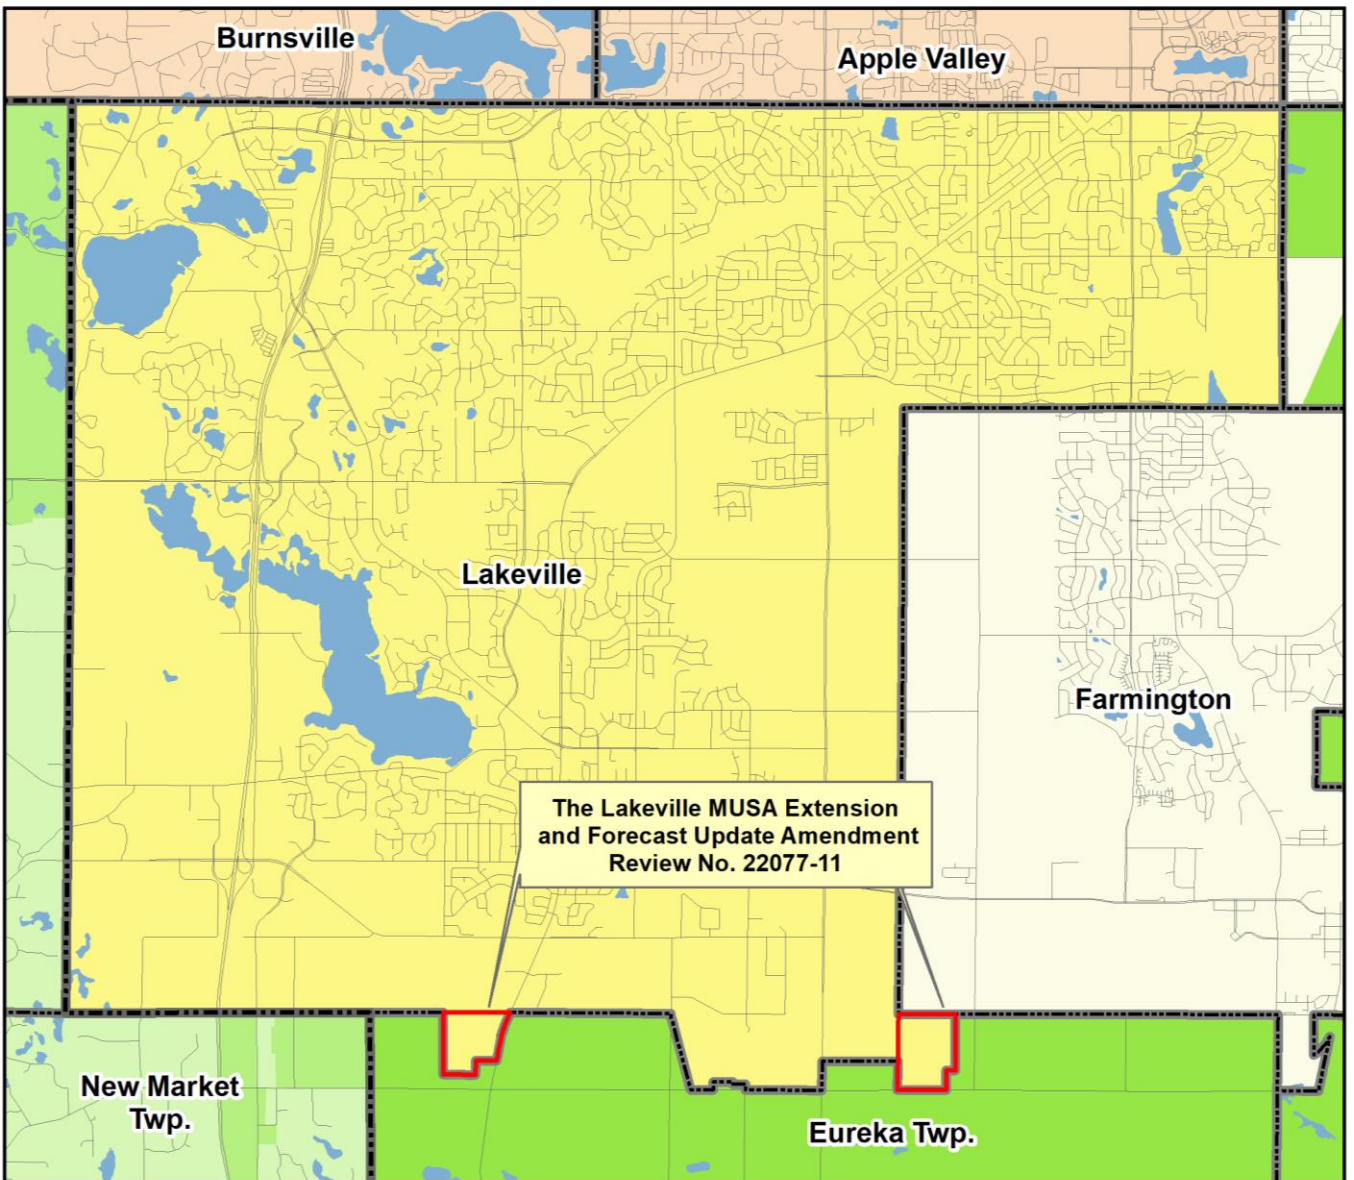 Burnsville
Apple Valley
Lakeville
Farmington
The Lakeville MUSA Extension
and Forecast Update Amendment
Review No. 22077-11
New Market
Twp.
Eureka Twp.